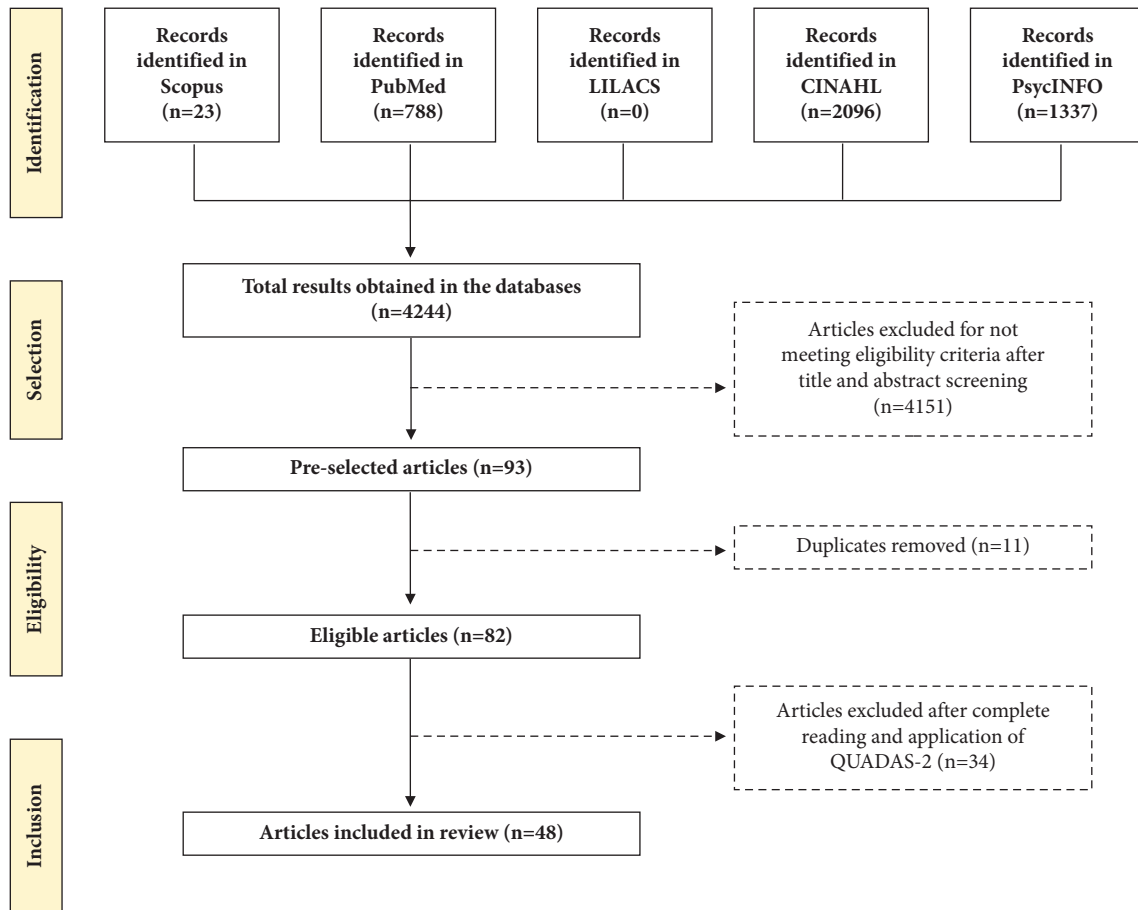 Identification
Records
identified in
Scopus
(n=23)
Records
identified in
PubMed
(n=788)
Records
identified in
LILACS
(n=0)
Records
identified in
CINAHL
(n=2096)
Records
identified in
PsycINFO
(n=1337)
Selection
Total results obtained in the databases
(n=4244)
Articles excluded for not
meeting eligibility criteria after
title and abstract screening
(n=4151)
Pre-selected articles (n=93)
Eligibility
Duplicates removed (n=11)
Eligible articles (n=82)
Inclusion
Articles excluded after complete
reading and application of
QUADAS-2 (n=34)
Articles included in review (n=48)